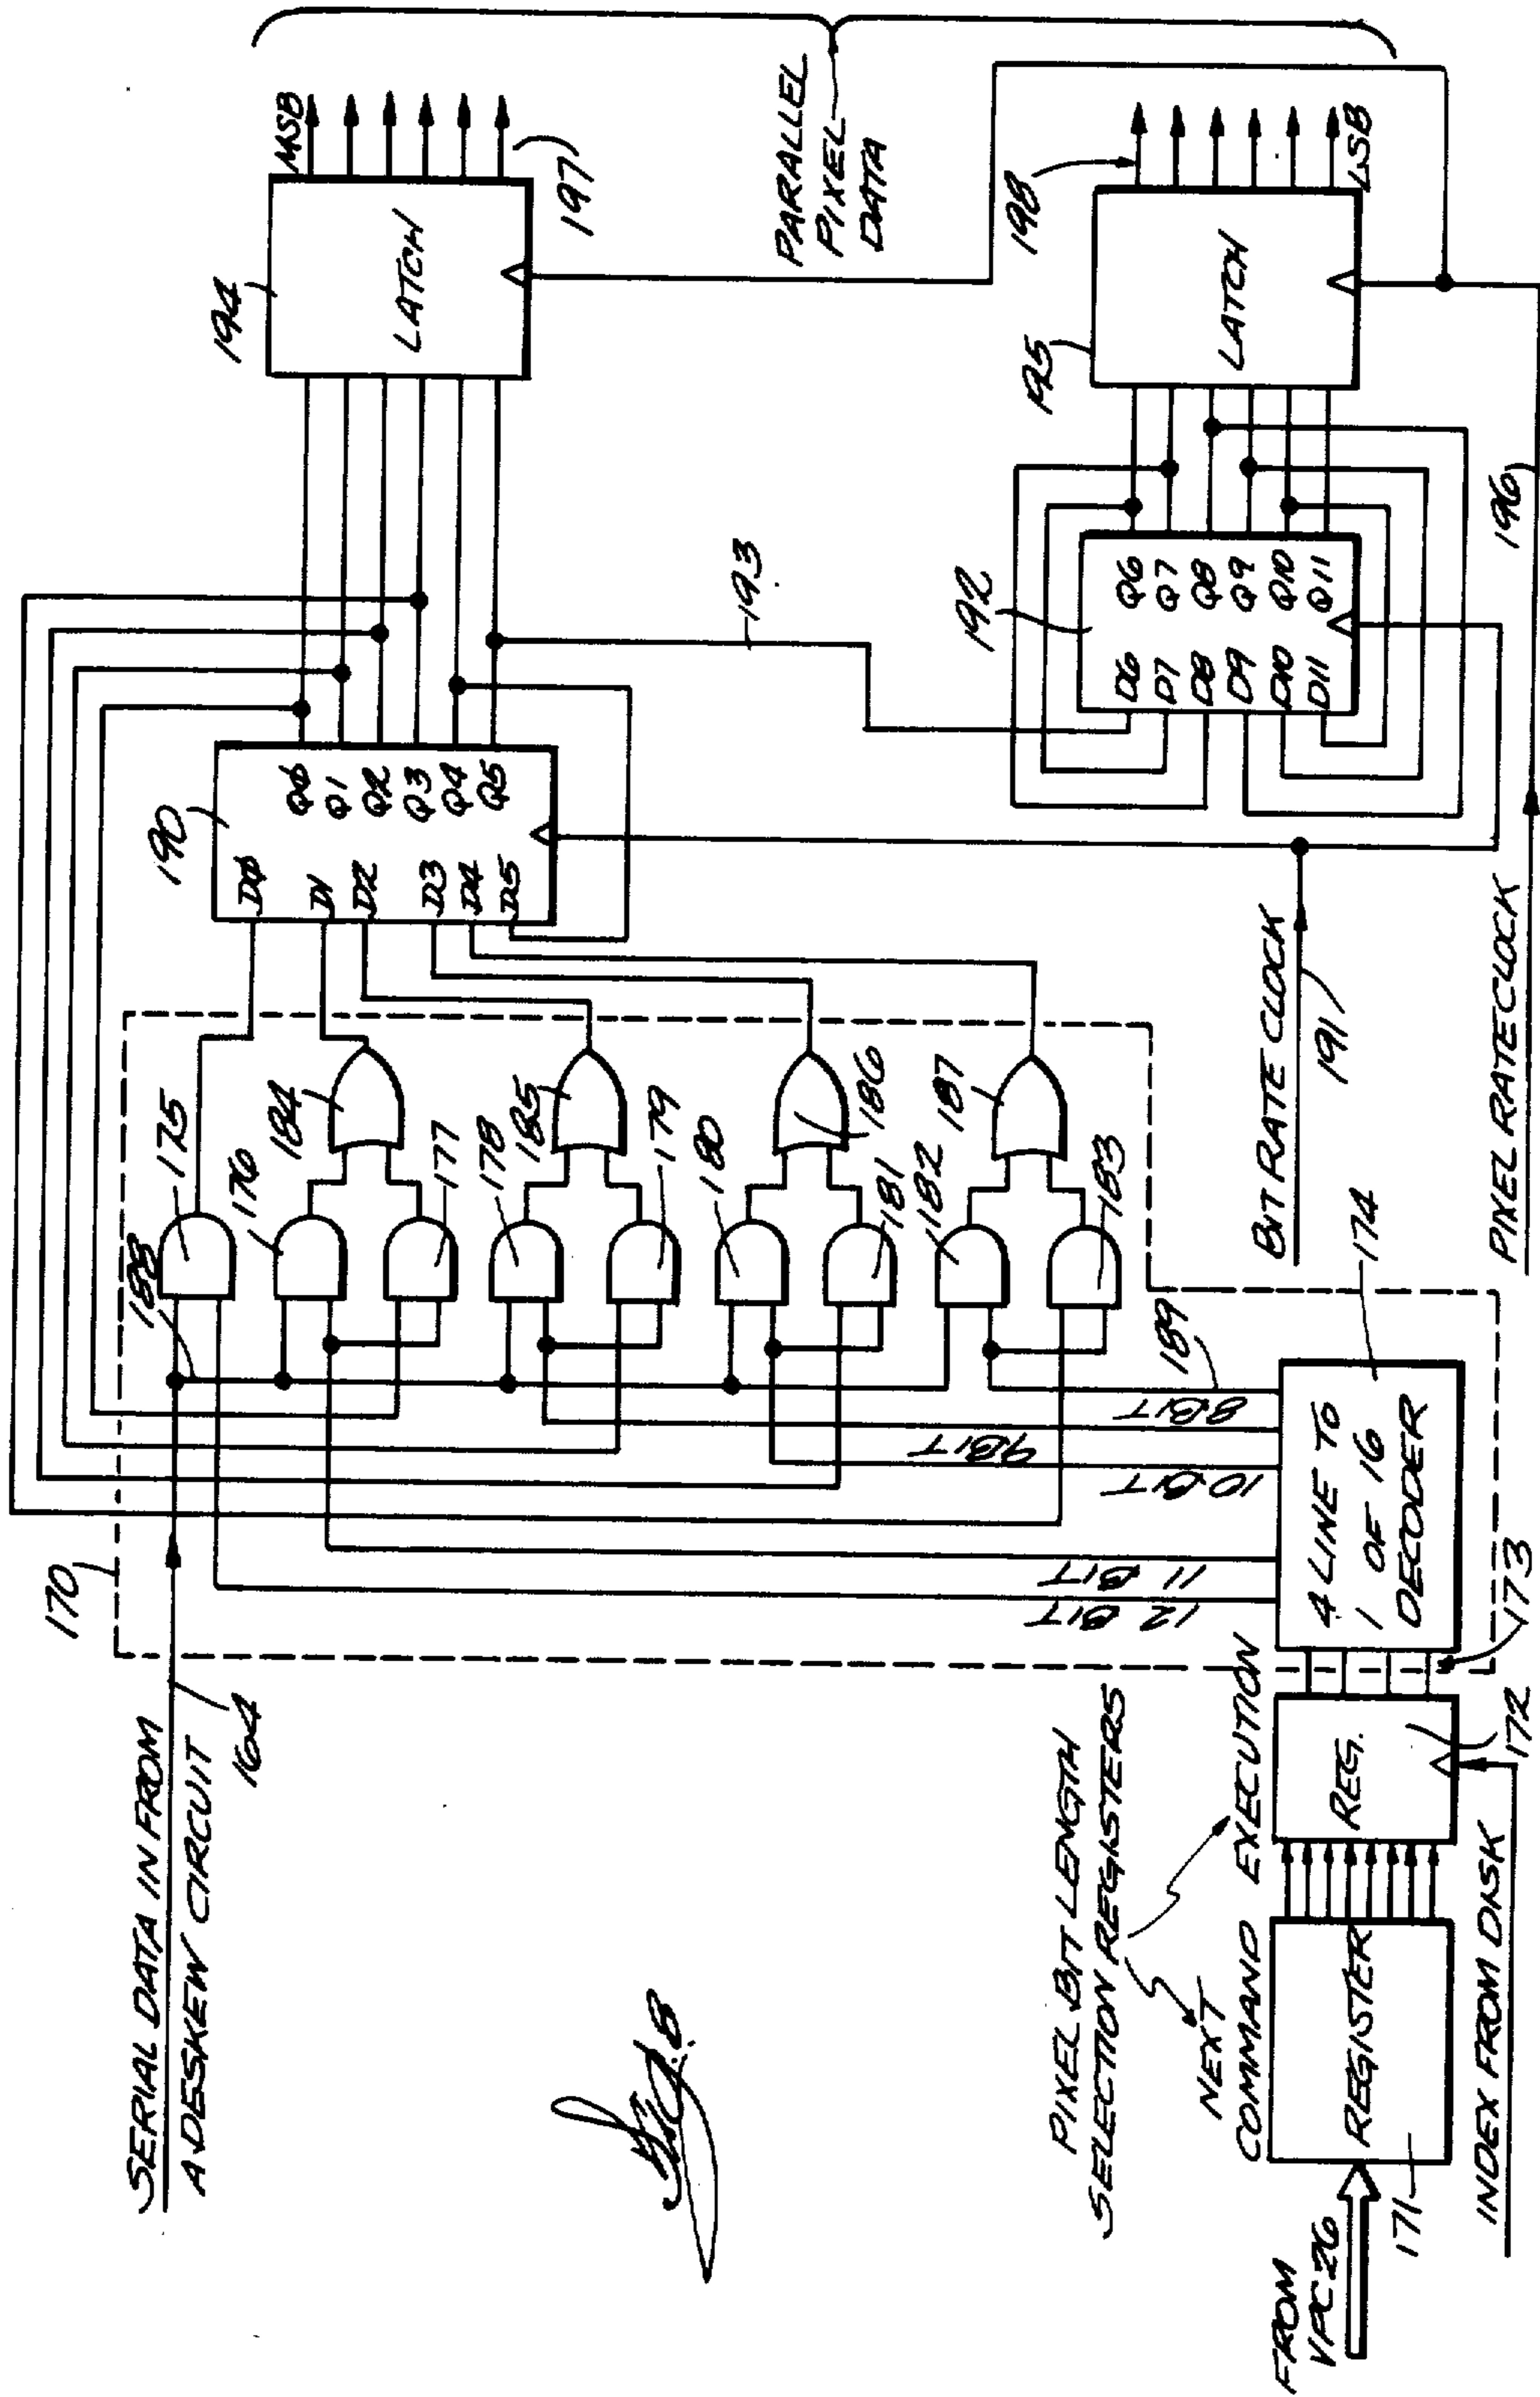 SERIAL DATA IN FROM
A DESKEW CIRCUIT
164
170
188
175
176
184
177
178
185
179
180
186
181
182
187
183
189
12 BIT
11 BIT
10 BIT
9 BIT
8 BIT
190
DØ
D1
D2
D3
D4
D5
QØ
Q1
Q2
Q3
Q4
Q5
193
194
LATCH
MSB
197
PARALLEL
PIXEL
DATA
192
D6
D7
D8
D9
D10
D11
Q6
Q7
Q8
Q9
Q10
Q11
195
LATCH
198
LSB
196
BIT RATE CLOCK
191
PIXEL RATE CLOCK
PIXEL BIT LENGTH
SELECTION REGISTERS
NEXT
COMMAND
EXECUTION
FROM
VPC 26
REGISTER
171
REG.
172
173
4 LINE TO
1 OF 16
DECODER
174
INDEX FROM DISK
Fig. 8